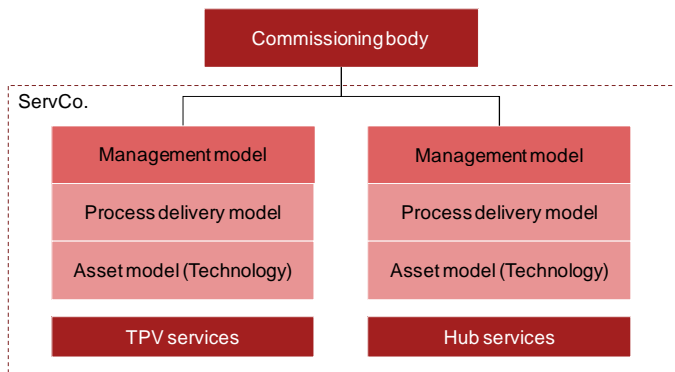 Commissioning body
ServCo.
Management model
Management model
Process delivery model
Process delivery model
Asset model (Technology)
Asset model (Technology)
TPV services
Hub services